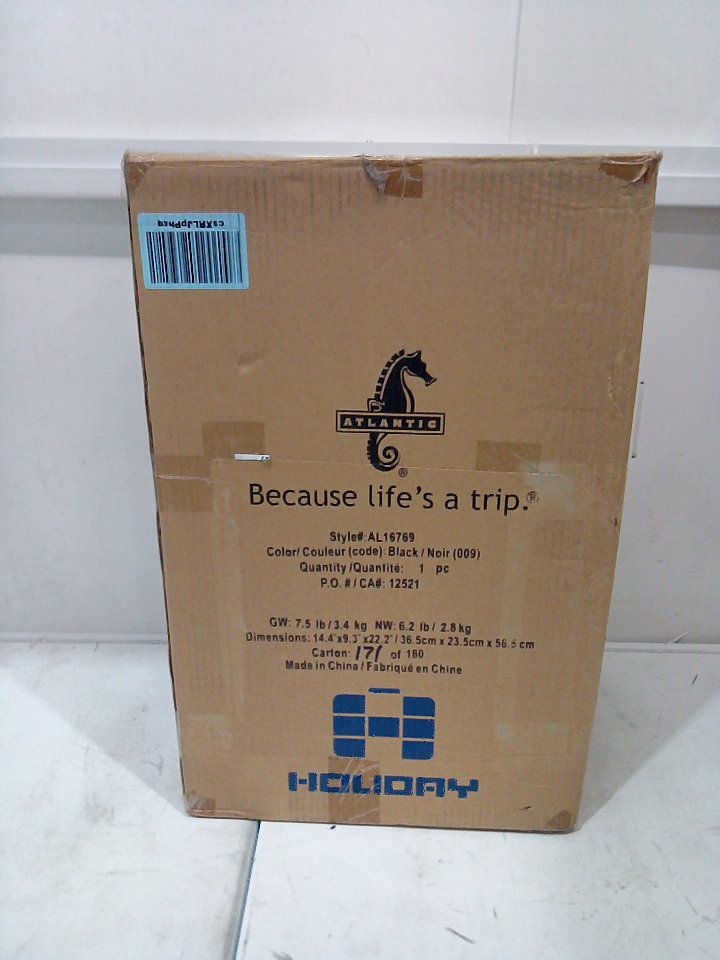 csXRLJpPhsq
ATLANTIC
®
Because life's a trip.®
Style#: AL16769
Color/ Couleur (code): Black / Noir (009)
Quantity /Quantité: 1 pc
P.O. # / CA#: 12521
GW: 7.5 lb / 3.4 kg NW: 6.2 lb / 2.8 kg
Dimensions: 14.4"x9.3"x22.2" / 36.5cm x 23.5cm x 56.5 cm
Carton: 171 of 180
Made in China / Fabriqué en Chine
HOLIDAY